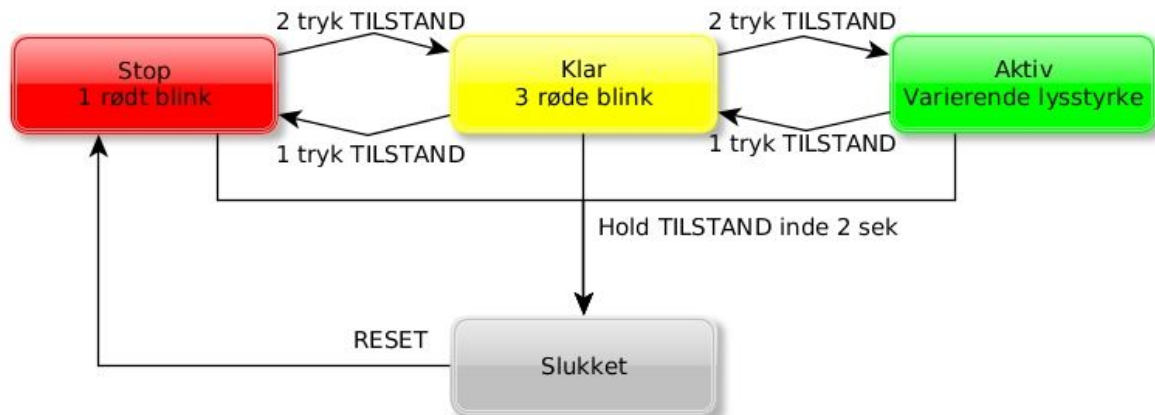 2 tryk TILSTAND
2 tryk TILSTAND
Stop
1 rødt blink
Klar
3 røde blink
Aktiv
Varierende lysstyrke
1 tryk TILSTAND
1 tryk TILSTAND
Hold TILSTAND inde 2 sek
RESET
Slukket